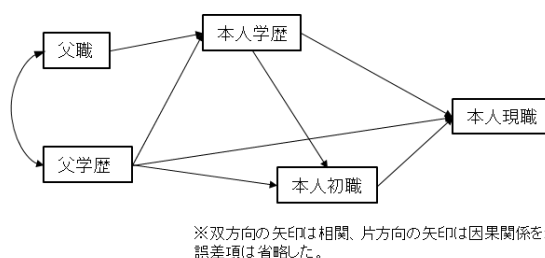 父職
本人学歴
本人現職
父学歴
本人初職
※双方向の矢印は相関、片方向の矢印は因果関係を
誤差項は省略した。